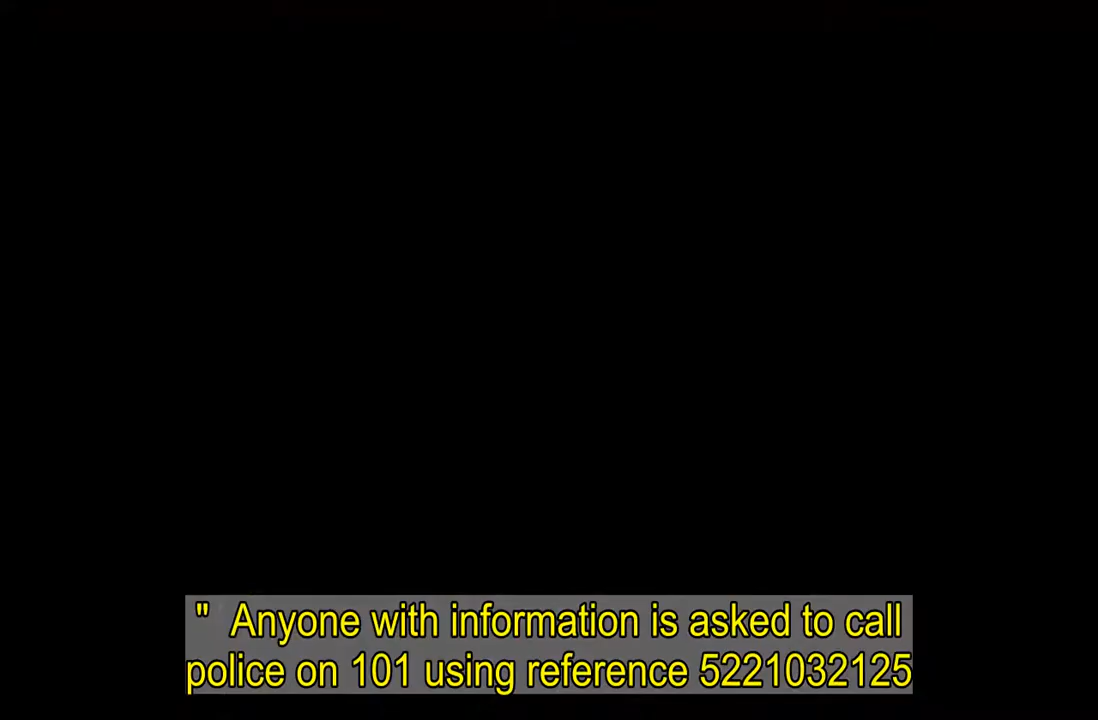 " Anyone with information is asked to call
police on 101 using reference 5221032125